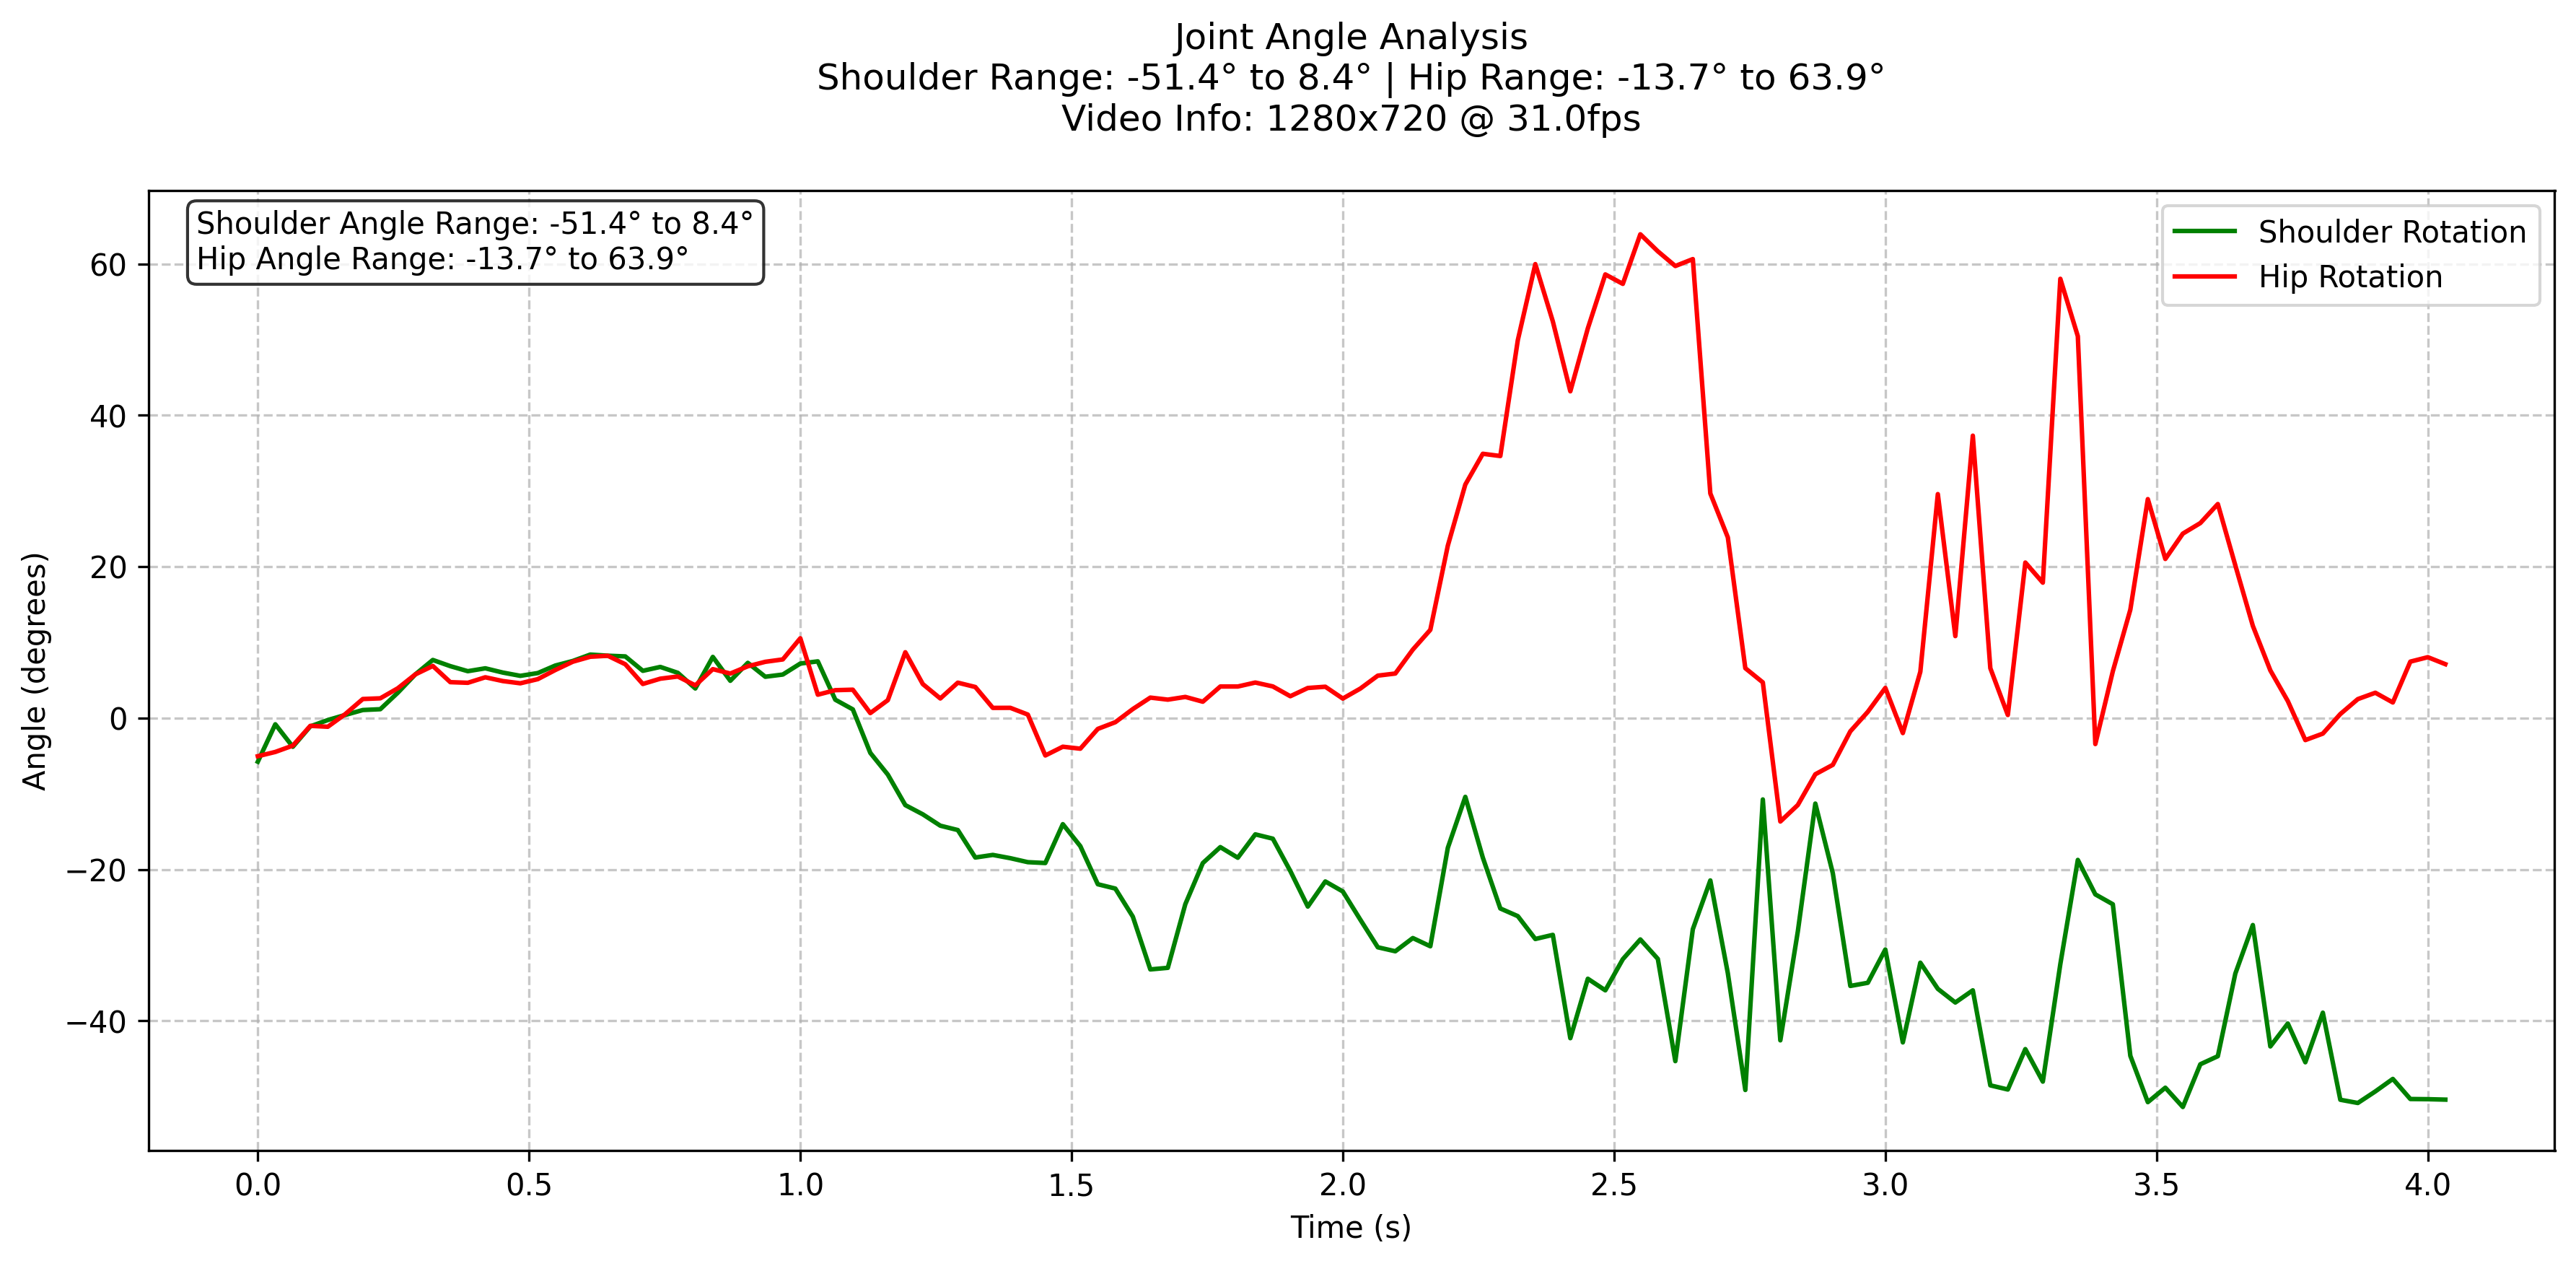 Joint Angle Analysis
Shoulder Range: -51.4° to 8.4° | Hip Range: -13.7° to 63.9°
Video Info: 1280x720 @ 31.0fps
Shoulder Angle Range: -51.4° to 8.4°
Hip Angle Range: -13.7° to 63.9°
Shoulder Rotation
Hip Rotation
Angle (degrees)
60
40
20
0
−20
−40
0.0 0.5 1.0 1.5 2.0 2.5 3.0 3.5 4.0
Time (s)